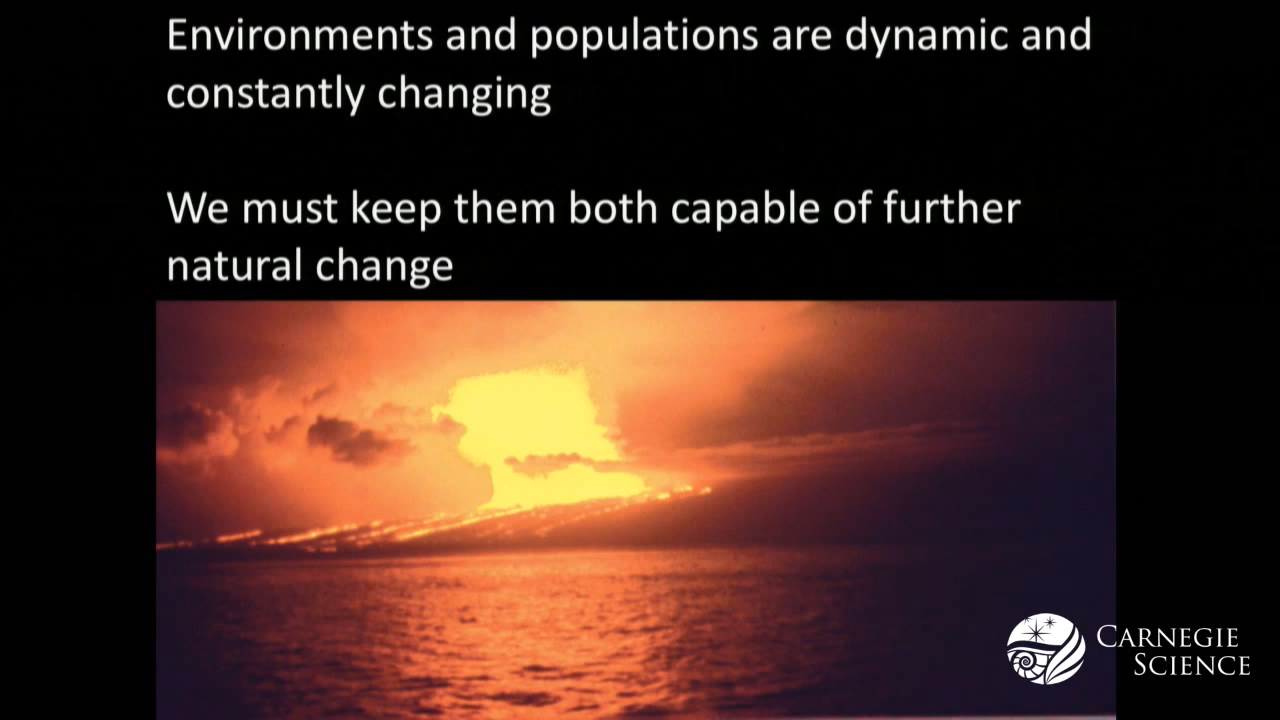 Environments and populations are dynamic and
constantly changing
We must keep them both capable of further
natural change
CARNEGIE
SCIENCE